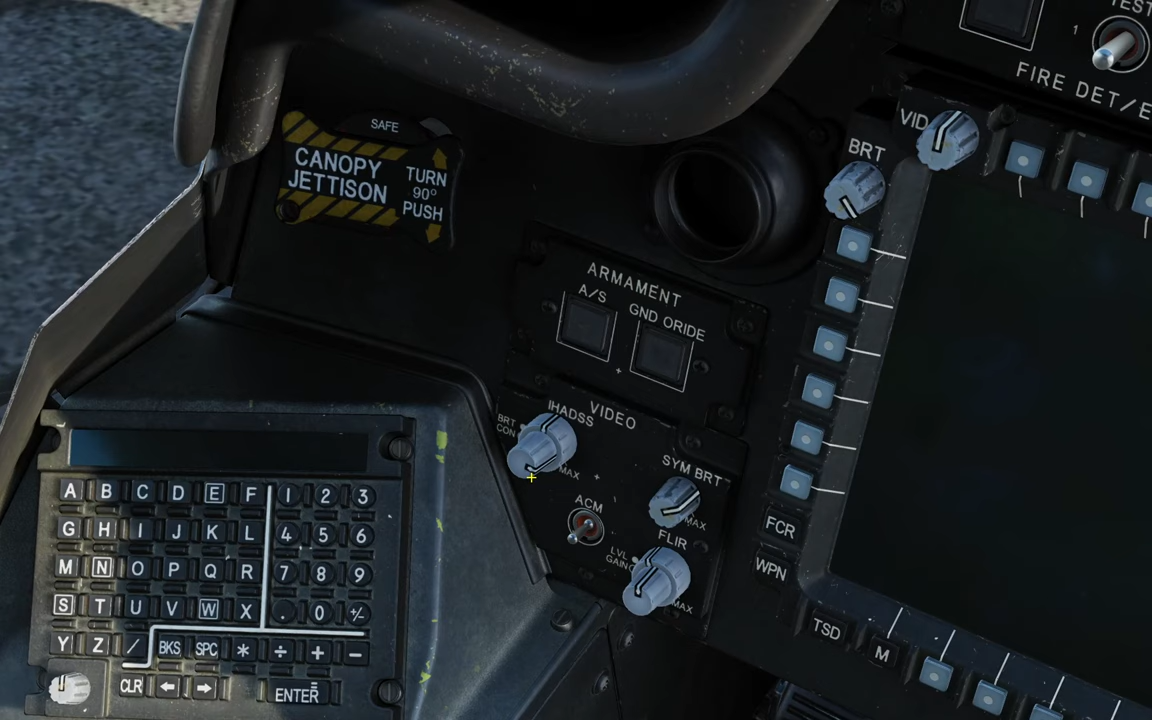 TEST
1
FIRE DET/E
SAFE
CANOPY
JETTISON
TURN
90°
PUSH
VID
BRT
ARMAMENT
A/S
GND ORIDE
VIDEO
IHADSS
BRT
CON
MAX
SYM BRT
MAX
ACM
FLIR
LVL
GAIN
MAX
FCR
WPN
TSD
M
A B C D E F 1 2 3
G H I J K L 4 5 6
M N O P Q R 7 8 9
S T U V W X . 0 +/-
Y Z / BKS SPC * ÷ + -
CLR ← → ENTER